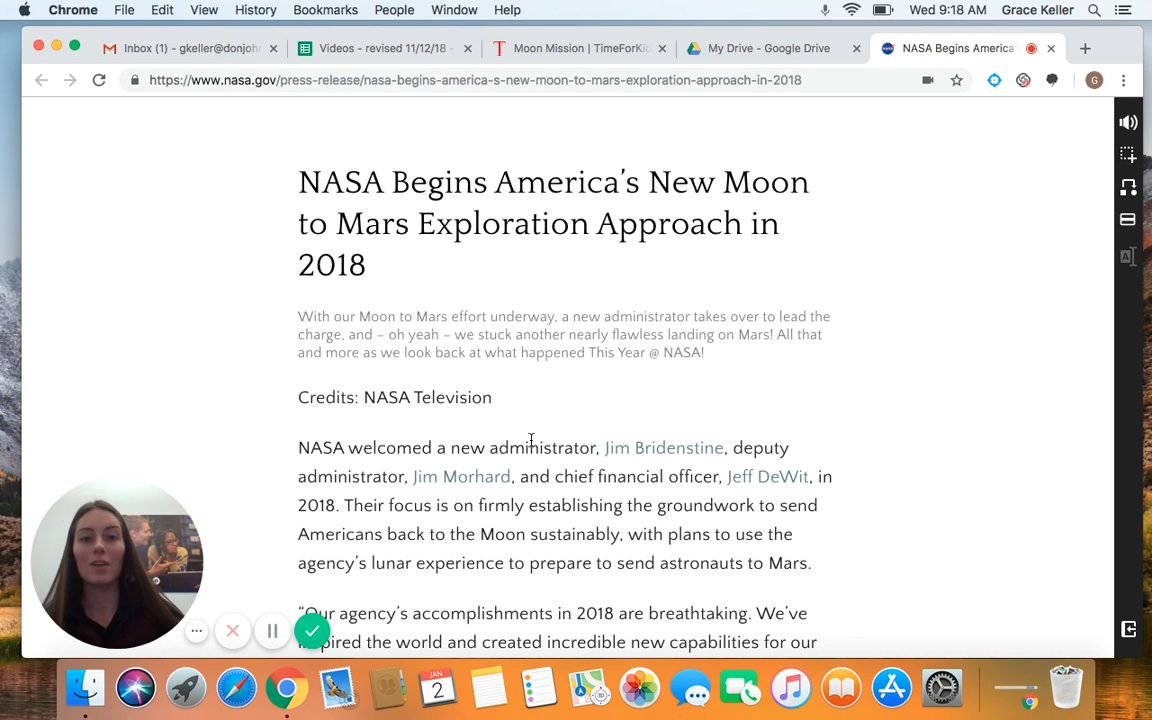 Chrome File Edit View History Bookmarks People Window Help Wed 9:18 AM Grace Keller
Inbox (1) - gkeller@donjoh Videos - revised 11/12/18 - Moon Mission | TimeForKi My Drive - Google Drive NASA Begins America'
https://www.nasa.gov/press-release/nasa-begins-america-s-new-moon-to-mars-exploration-approach-in-2018 G
NASA Begins America's New Moon
to Mars Exploration Approach in
2018
With our Moon to Mars effort underway, a new administrator takes over to lead the
charge, and – oh yeah – we stuck another nearly flawless landing on Mars! All that
and more as we look back at what happened This Year @ NASA!
Credits: NASA Television
NASA welcomed a new administrator, Jim Bridenstine, deputy
administrator, Jim Morhard, and chief financial officer, Jeff DeWit, in
2018. Their focus is on firmly establishing the groundwork to send
Americans back to the Moon sustainably, with plans to use the
agency's lunar experience to prepare to send astronauts to Mars.
“Our agency's accomplishments in 2018 are breathtaking. We've
inspired the world and created incredible new capabilities for our
JAN
2